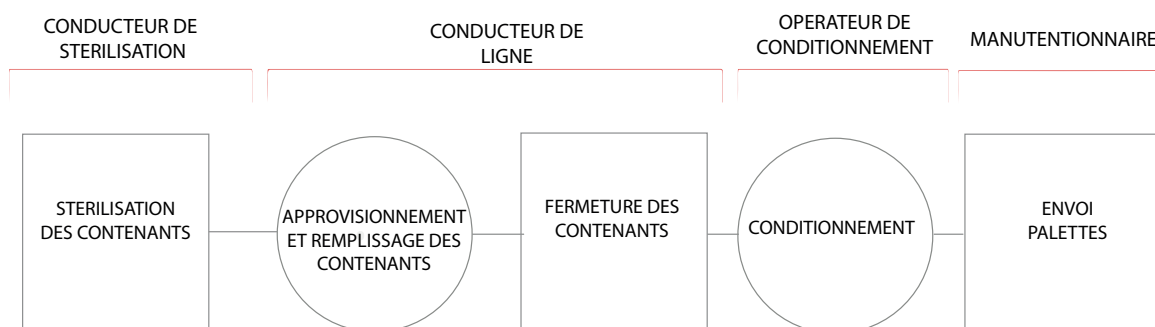 CONDUCTEUR DE
STERILISATION
CONDUCTEUR DE
LIGNE
OPERATEUR DE
CONDITIONNEMENT
MANUTENTIONNAIRE
STERILISATION
DES CONTENANTS
APPROVISIONNEMENT
ET REMPLISSAGE DES
CONTENANTS
FERMETURE DES
CONTENANTS
CONDITIONNEMENT
ENVOI
PALETTES